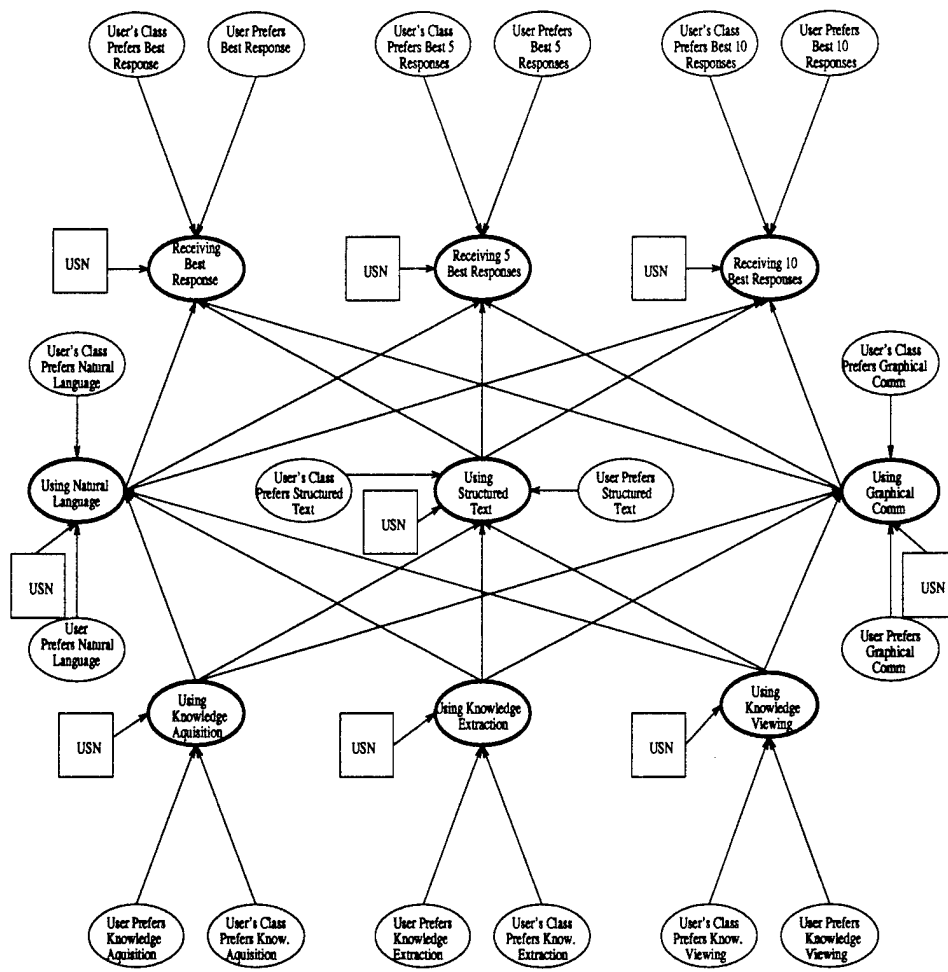 User's Class
Prefers Best
Response
User Prefers
Best Response
User's Class
Prefers Best 5
Responses
User Prefers
Best 5
Responses
User's Class
Prefers Best 10
Responses
User Prefers
Best 10
Responses
USN
Receiving
Best
Response
USN
Receiving 5
Best Responses
USN
Receiving 10
Best Responses
User's Class
Prefers Natural
Language
User's Class
Prefers Graphical
Comm
Using Natural
Language
User's Class
Prefers Structured
Text
Using
Structured
Text
User Prefers
Structured
Text
Using
Graphical
Comm
USN
USN
USN
User
Prefers Natural
Language
User Prefers
Graphical
Comm
USN
Using
Knowledge
Aquisition
USN
Using Knowledge
Extraction
USN
Using
Knowledge
Viewing
User Prefers
Knowledge
Aquisition
User's Class
Prefers Know.
Aquisition
User Prefers
Knowledge
Extraction
User's Class
Prefers Know.
Extraction
User's Class
Prefers Know.
Viewing
User Prefers
Knowledge
Viewing